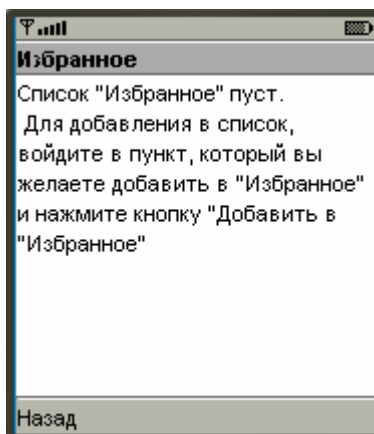 Избранное
Список "Избранное" пуст.
Для добавления в список,
войдите в пункт, который вы
желаете добавить в "Избранное"
и нажмите кнопку "Добавить в
"Избранное"
Назад